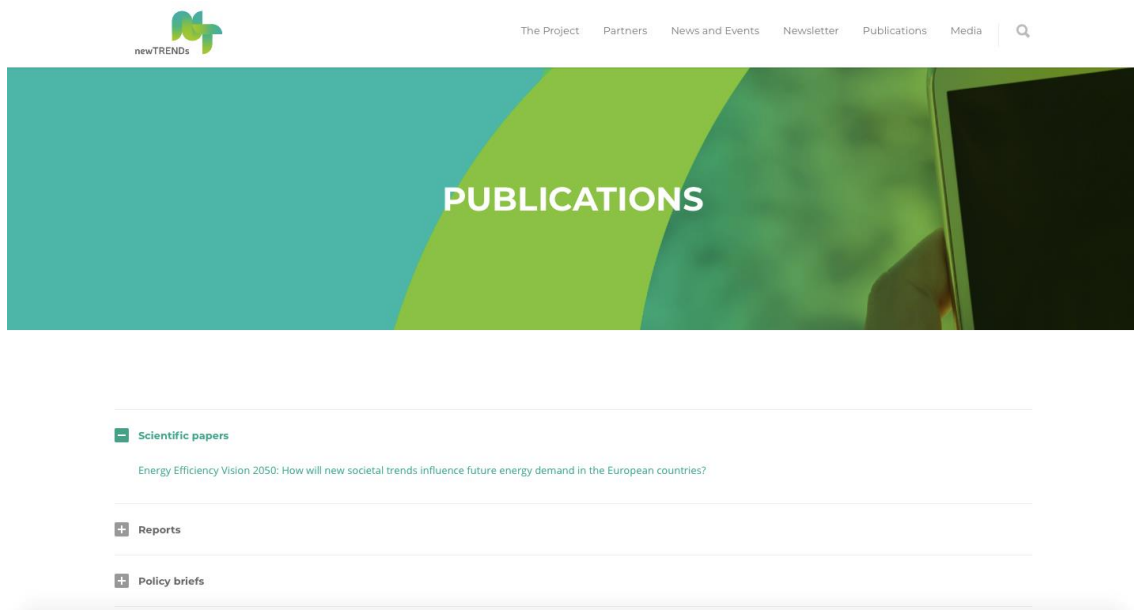 newTRENDs
The Project Partners News and Events Newsletter Publications Media
PUBLICATIONS
Scientific papers
Energy Efficiency Vision 2050: How will new societal trends influence future energy demand in the European countries?
Reports
Policy briefs